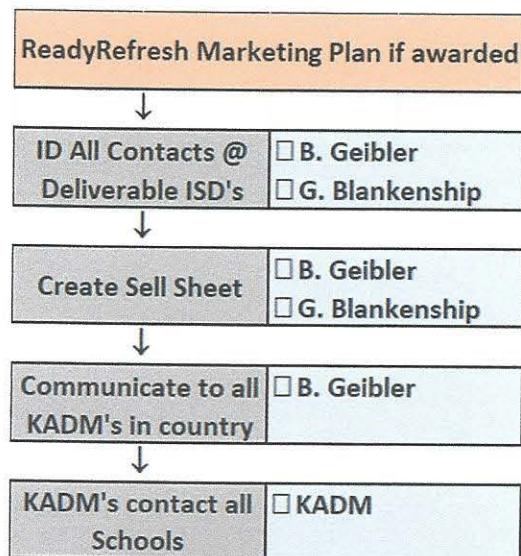 ReadyRefresh Marketing Plan if awarded
↓
ID All Contacts @
Deliverable ISD's
□ B. Geibler
□ G. Blankenship
↓
Create Sell Sheet
□ B. Geibler
□ G. Blankenship
↓
Communicate to all
KADM's in country
□ B. Geibler
↓
KADM's contact all
Schools
□ KADM